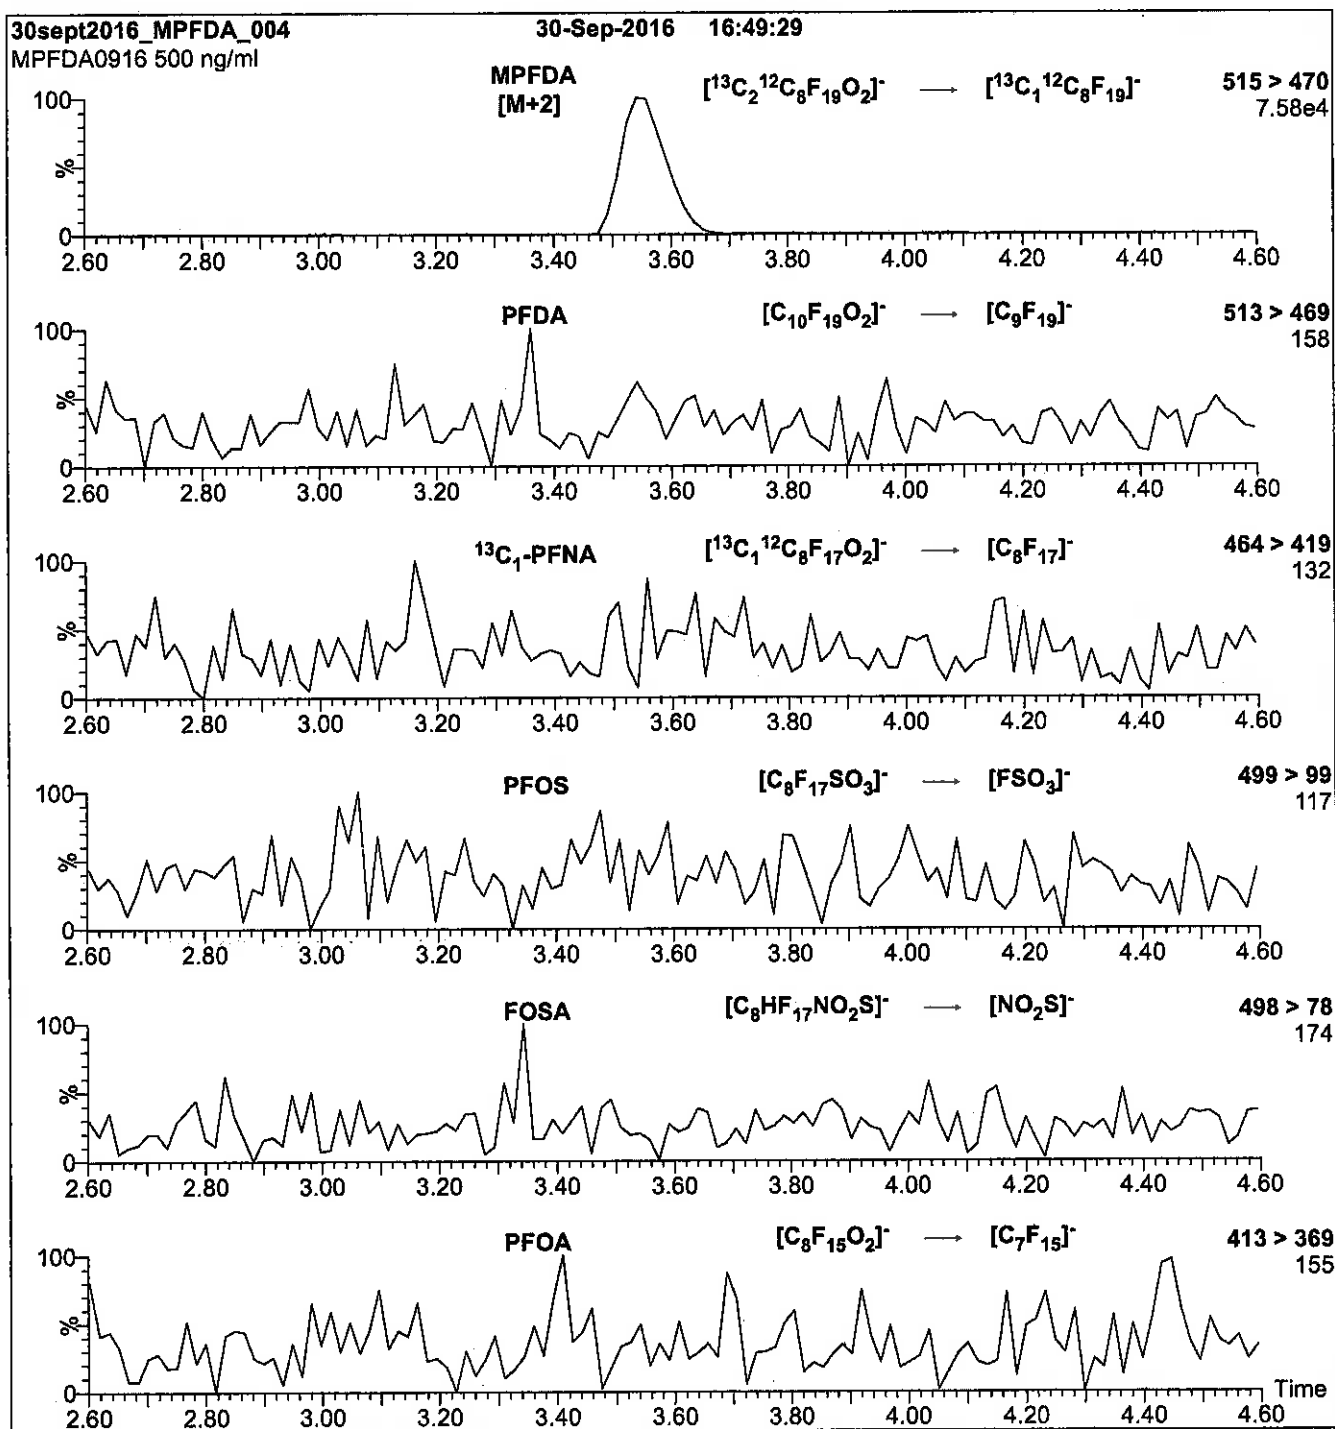 30sept2016_MPFDA_004 30-Sep-2016 16:49:29
MPFDA0916 500 ng/ml
MPFDA [¹³C₂¹²C₈F₁₉O₂]⁻ → [¹³C₁¹²C₈F₁₉]⁻ 515 > 470
[M+2] 7.58e4
100
%
0
2.60 2.80 3.00 3.20 3.40 3.60 3.80 4.00 4.20 4.40 4.60
PFDA [C₁₀F₁₉O₂]⁻ → [C₉F₁₉]⁻ 513 > 469
158
100
%
0
2.60 2.80 3.00 3.20 3.40 3.60 3.80 4.00 4.20 4.40 4.60
¹³C₁-PFNA [¹³C₁¹²C₈F₁₇O₂]⁻ → [C₈F₁₇]⁻ 464 > 419
132
100
%
0
2.60 2.80 3.00 3.20 3.40 3.60 3.80 4.00 4.20 4.40 4.60
PFOS [C₈F₁₇SO₃]⁻ → [FSO₃]⁻ 499 > 99
117
100
%
0
2.60 2.80 3.00 3.20 3.40 3.60 3.80 4.00 4.20 4.40 4.60
FOSA [C₈HF₁₇NO₂S]⁻ → [NO₂S]⁻ 498 > 78
174
100
%
0
2.60 2.80 3.00 3.20 3.40 3.60 3.80 4.00 4.20 4.40 4.60
PFOA [C₈F₁₅O₂]⁻ → [C₇F₁₅]⁻ 413 > 369
155
100
%
0 Time
2.60 2.80 3.00 3.20 3.40 3.60 3.80 4.00 4.20 4.40 4.60